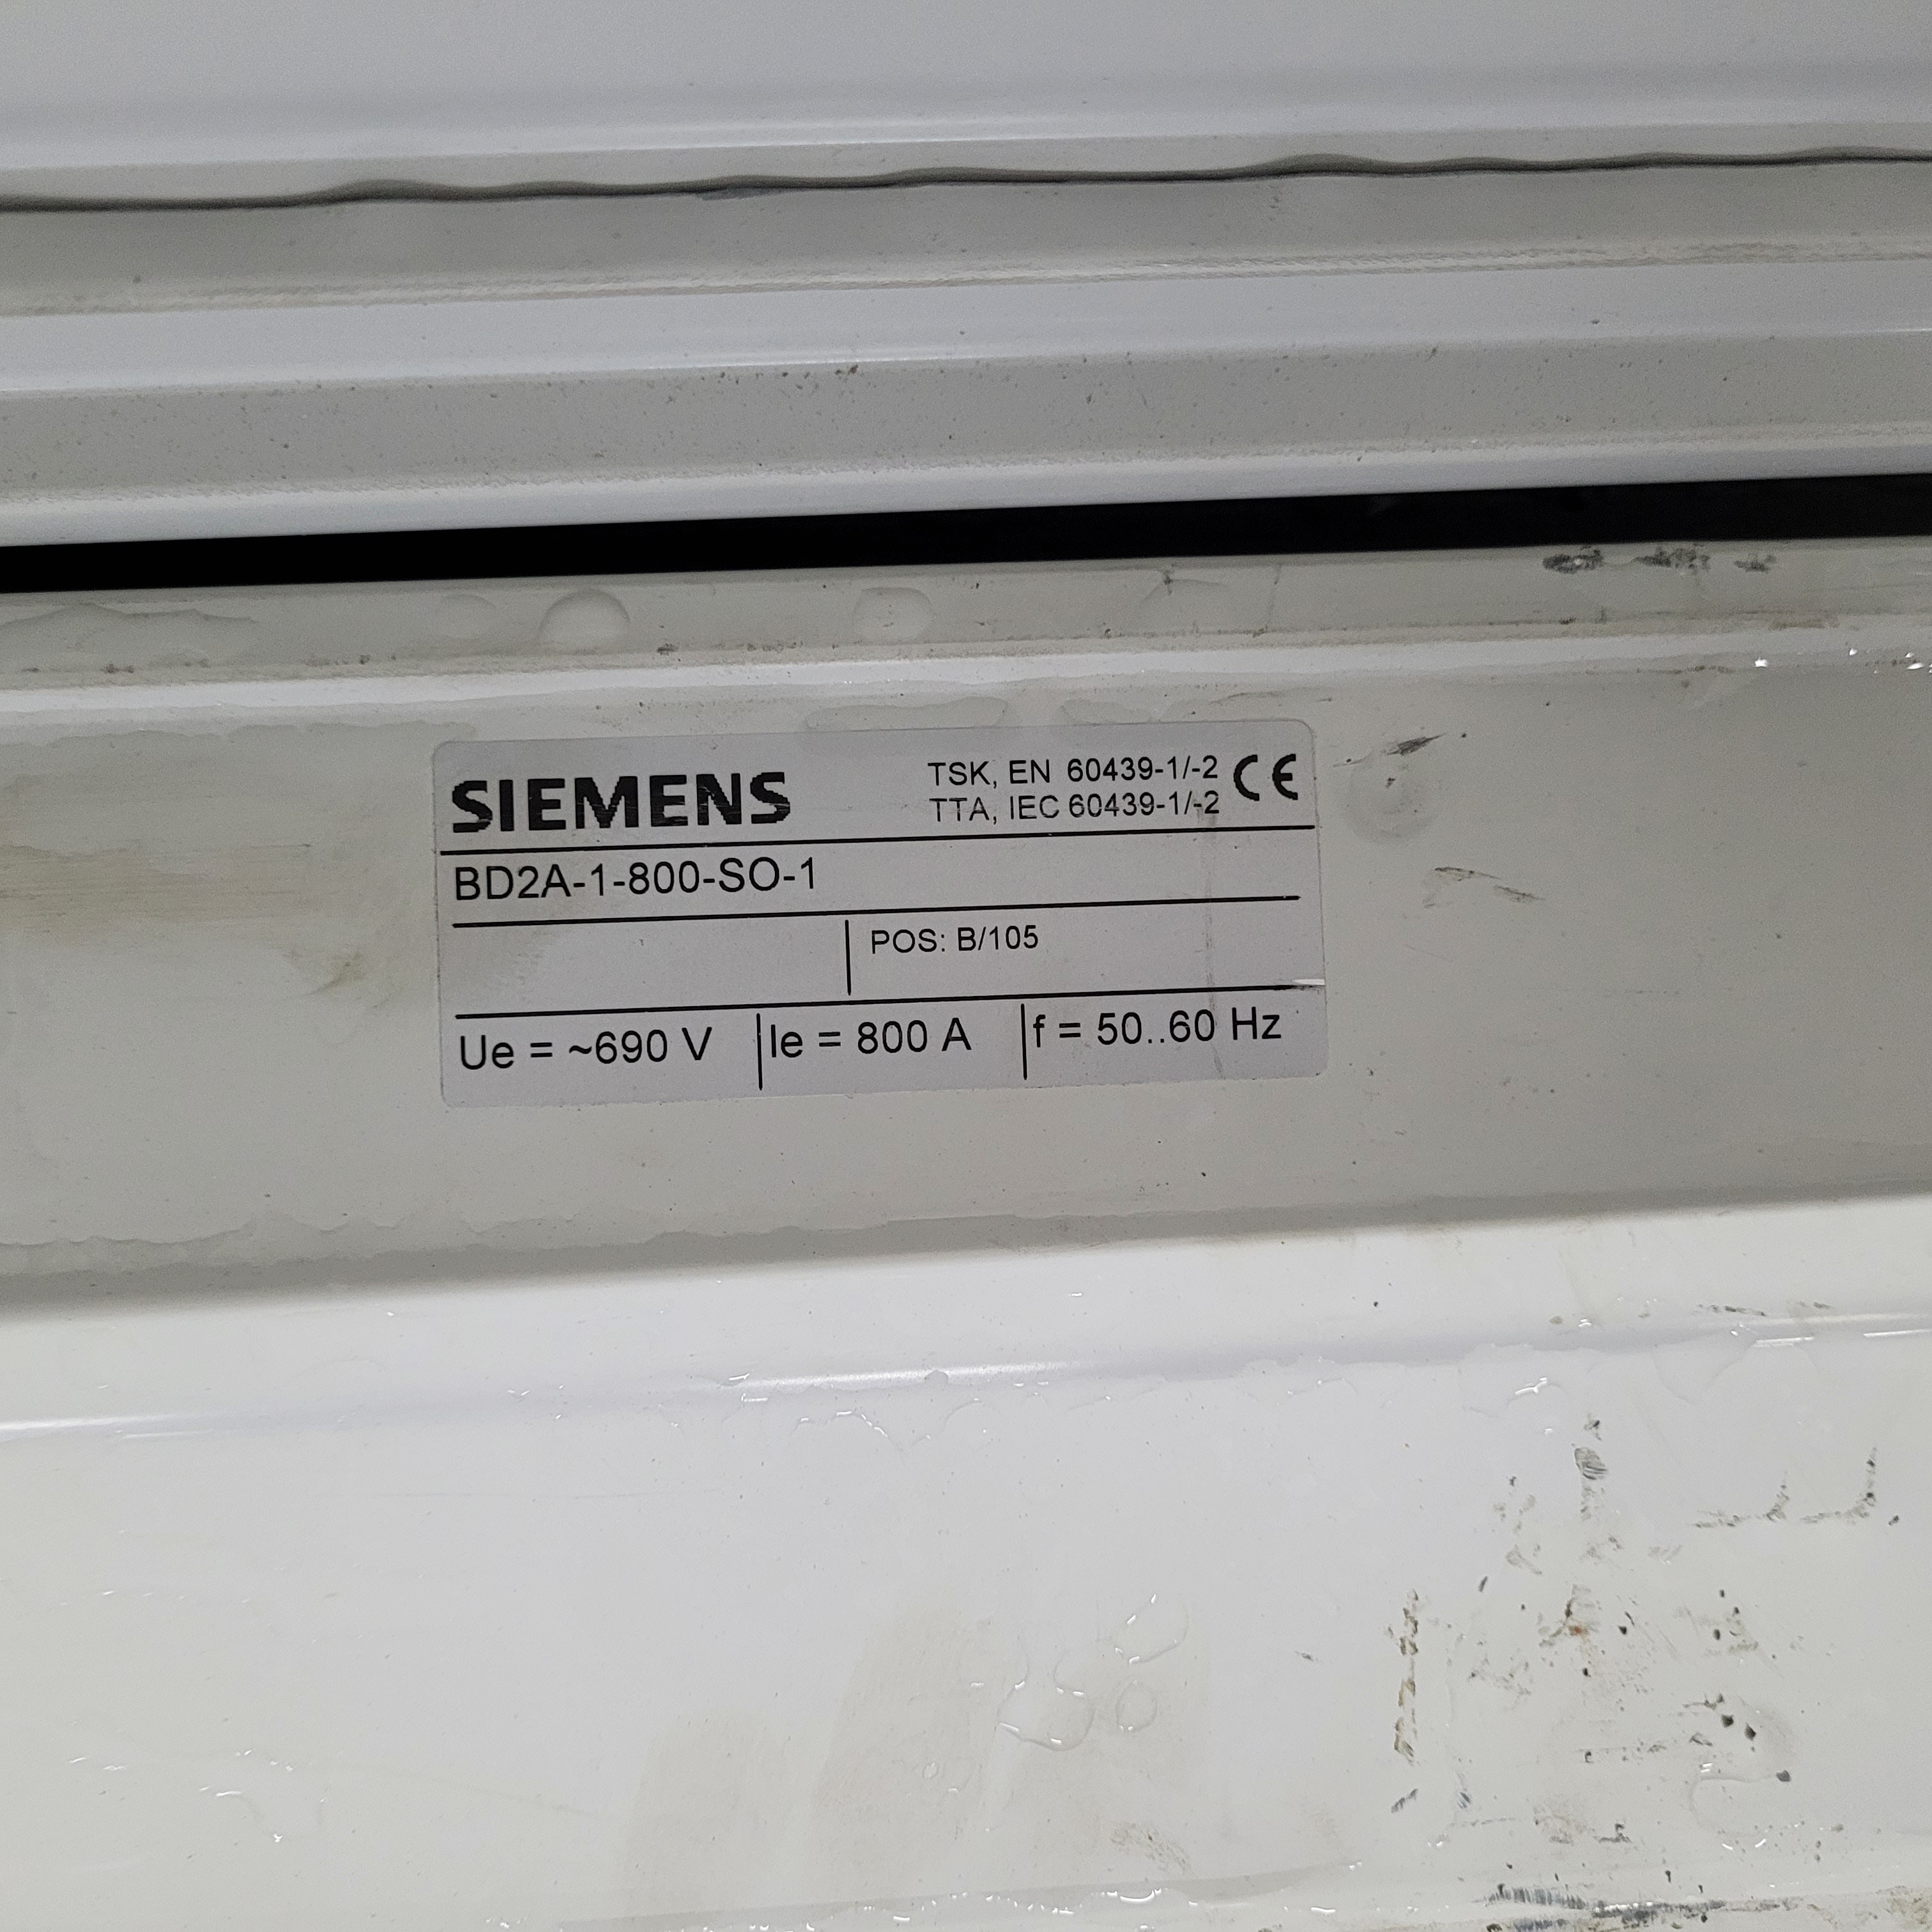 SIEMENS
TSK, EN 60439-1/-2
TTA, IEC 60439-1/-2
CE
BD2A-1-800-SO-1
POS: B/105
Ue = ~690 V
Ie = 800 A
f = 50..60 Hz